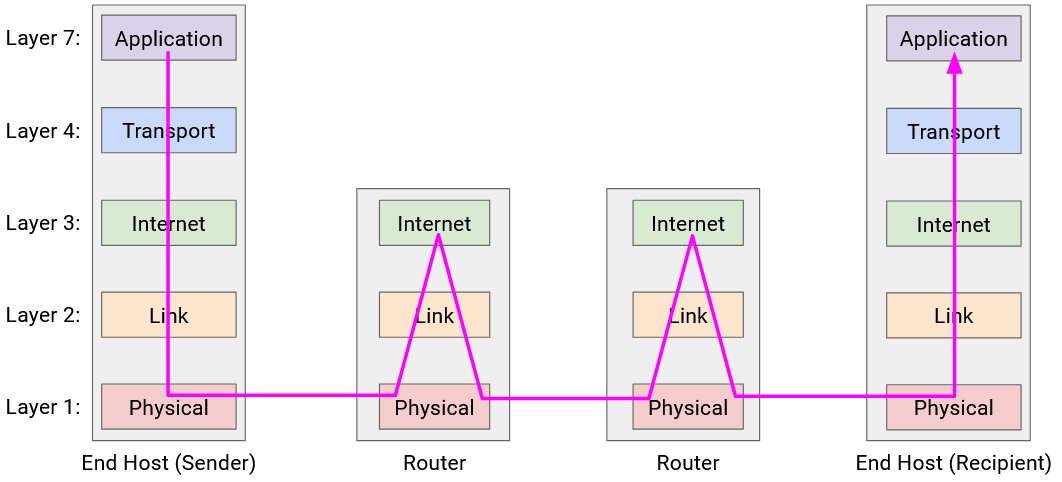 Layer 7: Application Application
Layer 4: Transport Transport
Layer 3: Internet Internet Internet Internet
Layer 2: Link Link Link Link
Layer 1: Physical Physical Physical Physical
End Host (Sender) Router Router End Host (Recipient)